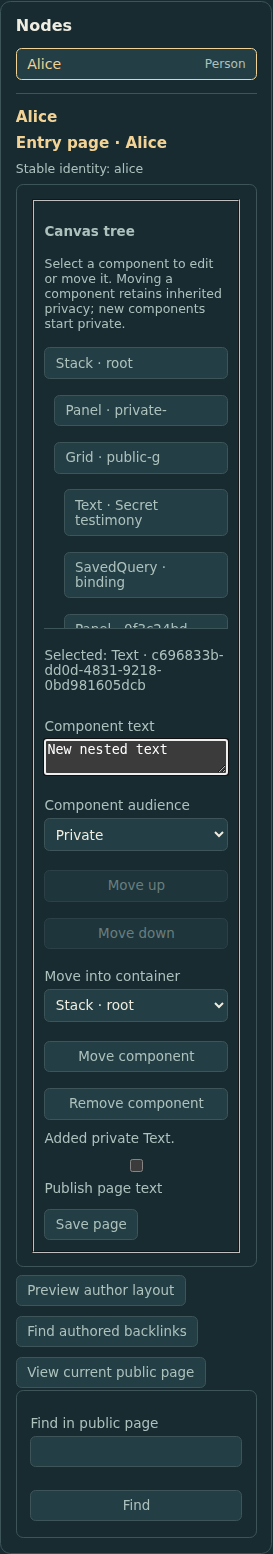 Nodes
Alice Person
Alice
Entry page · Alice
Stable identity: alice
Canvas tree
Select a component to edit
or move it. Moving a
component retains inherited
privacy; new components
start private.
Stack · root
Panel · private-
Grid · public-g
Text · Secret
testimony
SavedQuery ·
binding
Selected: Text · c696833b-
dd0d-4831-9218-
0bd981605dcb
Component text
New nested text
Component audience
Private
Move up
Move down
Move into container
Stack · root
Move component
Remove component
Added private Text.
Publish page text
Save page
Preview author layout
Find authored backlinks
View current public page
Find in public page
Find